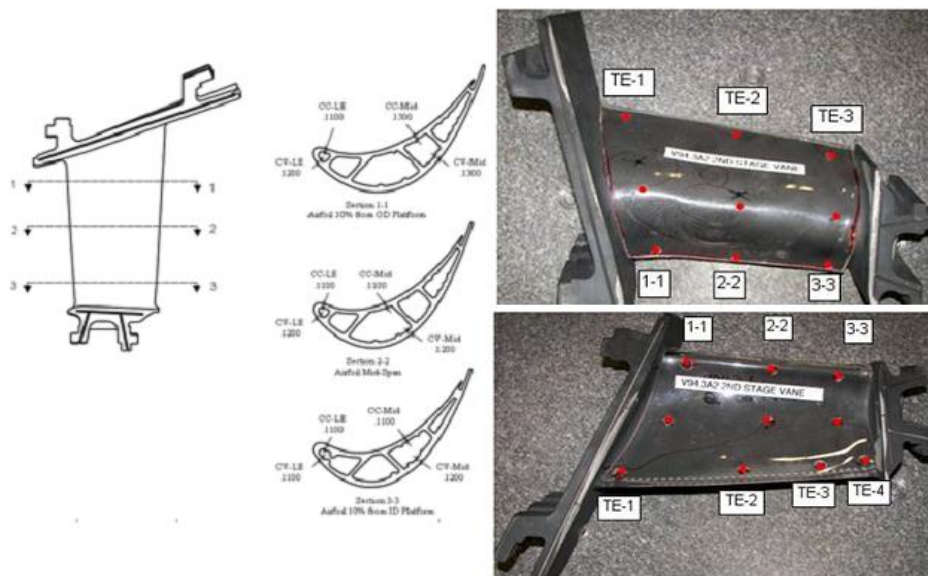 1
1
2
2
3
3
CC-LE
.1100
CC-Mid
.1300
CV-LE
.1200
CV-Mid
.1300
Section 1-1
Airfoil 10% from OD Platform
CC-LE
.1100
CC-Mid
.1100
CV-LE
.1200
CV-Mid
.1200
Section 2-2
Airfoil Mid-Span
CC-LE
.1100
CC-Mid
.1100
CV-LE
.1100
CV-Mid
.1200
Section 3-3
Airfoil 10% from ID Platform
TE-1
TE-2
TE-3
V94.3A2 2ND STAGE VANE
1-1
2-2
3-3
1-1
2-2
3-3
V94.3A2 2ND STAGE VANE
TE-1
TE-2
TE-3
TE-4